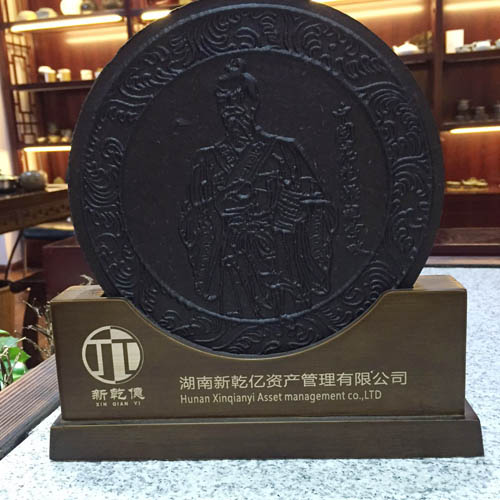 新乾億
XIN QIAN YI
湖南新乾亿资产管理有限公司
Hunan Xinqianyi Asset management co.,LTD